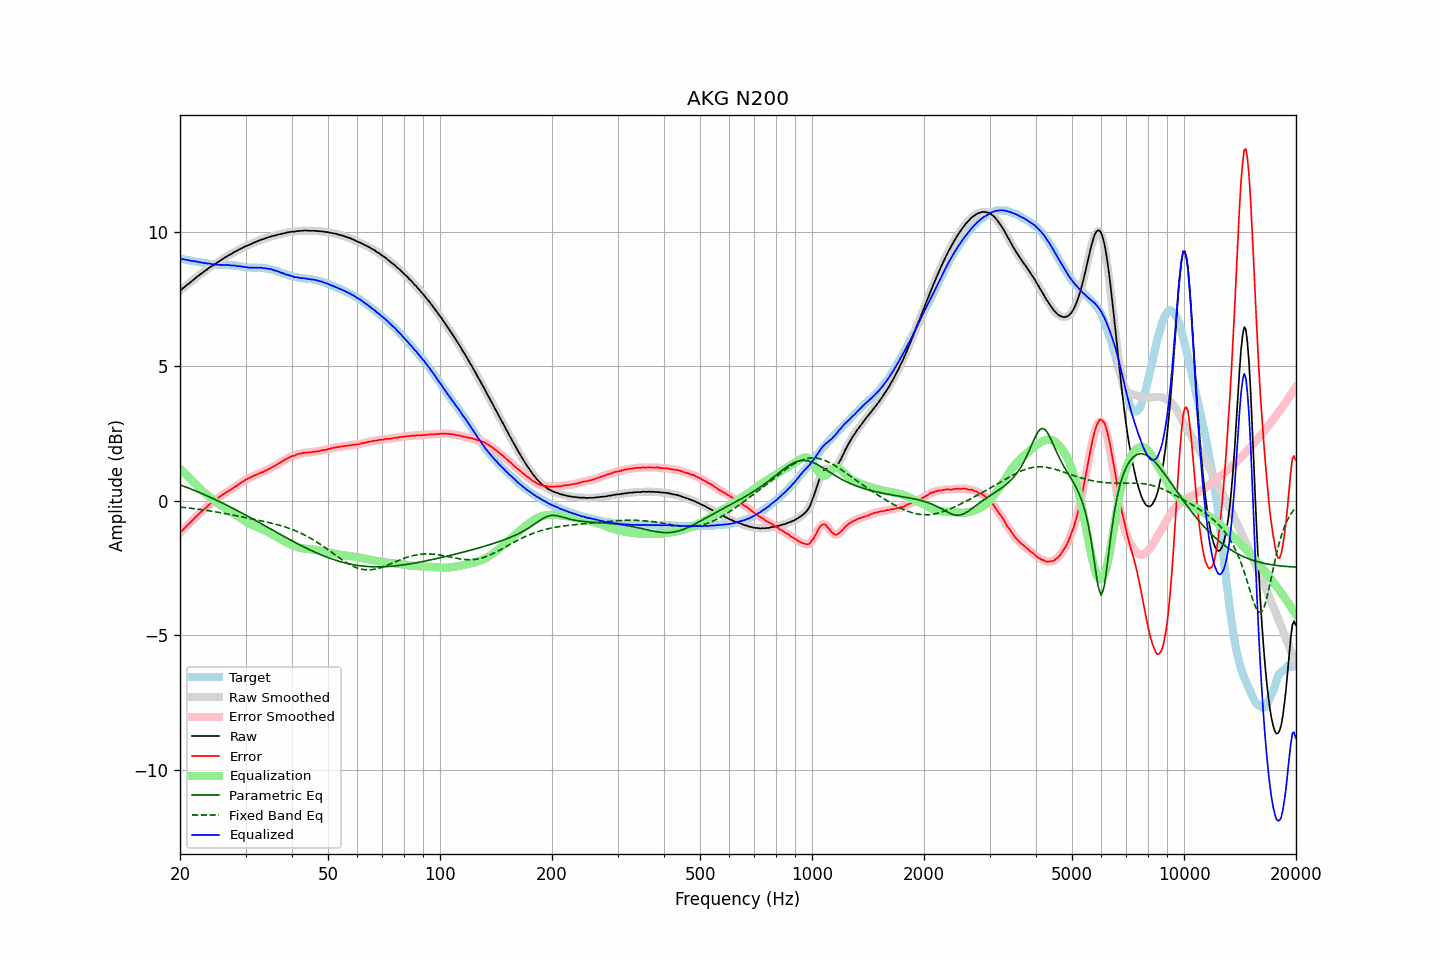 AKG N200
Amplitude (dBr)
10
5
0
−5
−10
Target
Raw Smoothed
Error Smoothed
Raw
Error
Equalization
Parametric Eq
Fixed Band Eq
Equalized
20 50 100 200 500 1000 2000 5000 10000 20000
Frequency (Hz)